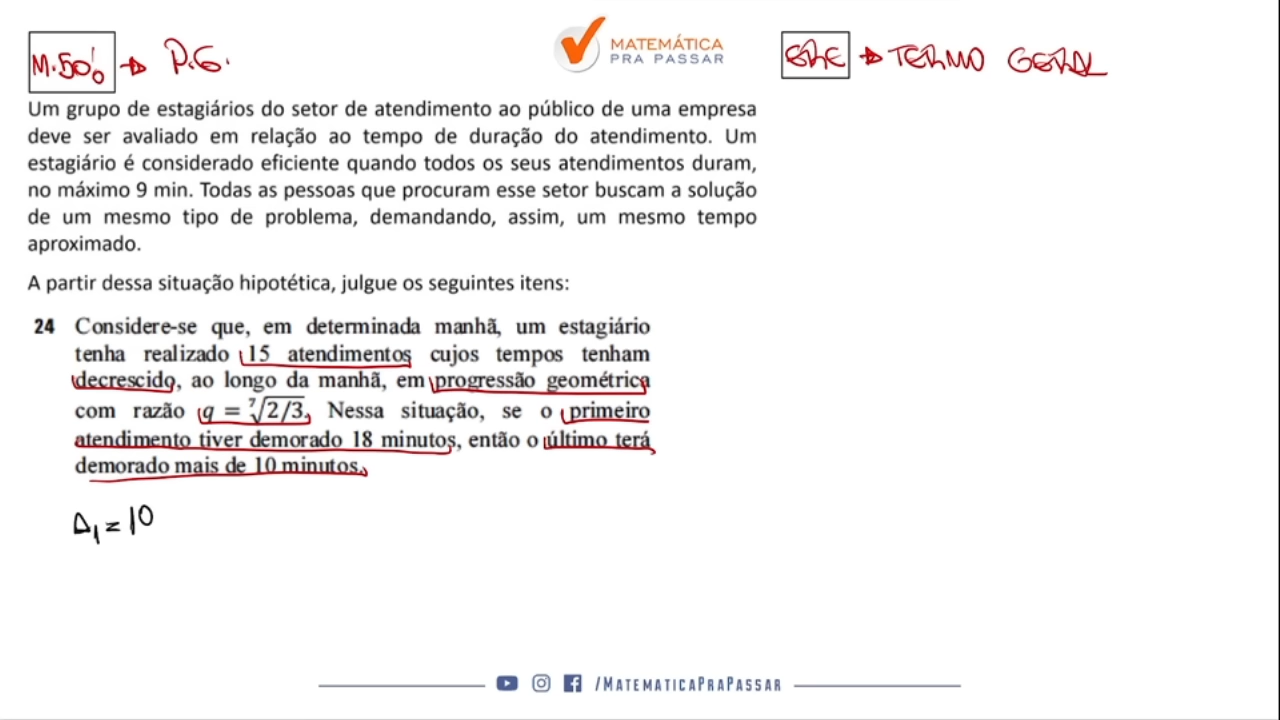 M.50% → P.G.
MATEMÁTICA
PRA PASSAR
→ TERMO GERAL
Um grupo de estagiários do setor de atendimento ao público de uma empresa
deve ser avaliado em relação ao tempo de duração do atendimento. Um
estagiário é considerado eficiente quando todos os seus atendimentos duram,
no máximo 9 min. Todas as pessoas que procuram esse setor buscam a solução
de um mesmo tipo de problema, demandando, assim, um mesmo tempo
aproximado.
A partir dessa situação hipotética, julgue os seguintes itens:
24 Considere-se que, em determinada manhã, um estagiário
tenha realizado 15 atendimentos cujos tempos tenham
decrescido, ao longo da manhã, em progressão geométrica
com razão q = ⁷√2/3. Nessa situação, se o primeiro
atendimento tiver demorado 18 minutos, então o último terá
demorado mais de 10 minutos.
A₁ = 10
/MATEMATICAPRAPASSAR